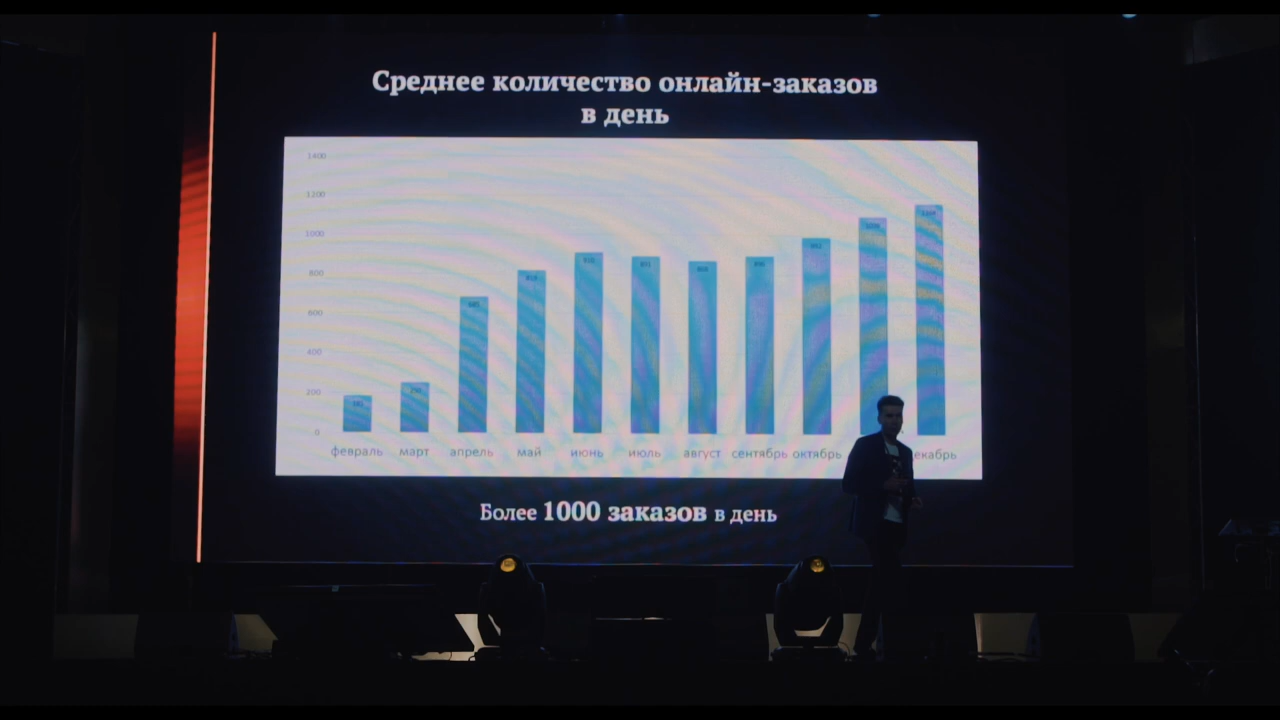 Среднее количество онлайн-заказов
в день
1400
1200
1000
800
600
400
200
0
февраль март апрель май июнь июль август сентябрь октябрь
Более 1000 заказов в день